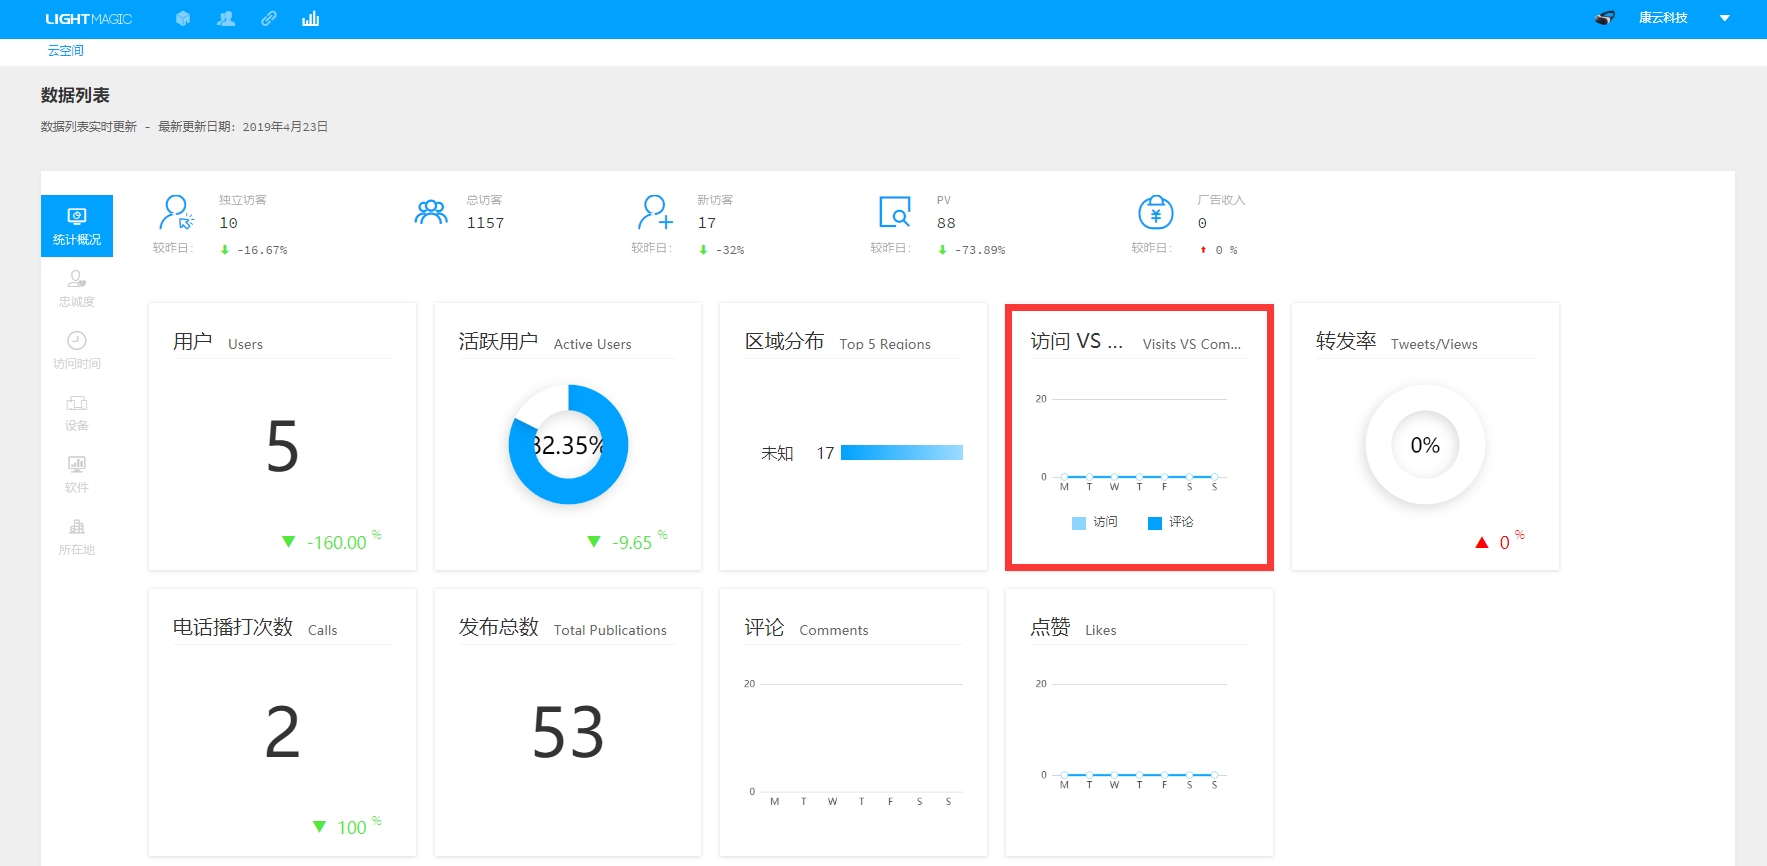 LIGHTMAGIC
康云科技
云空间
数据列表
数据列表实时更新 - 最新更新日期: 2019年4月23日
统计概况
忠诚度
访问时间
设备
软件
所在地
独立访客
10
较昨日:
-16.67%
总访客
1157
新访客
17
较昨日:
-32%
PV
88
较昨日:
-73.89%
广告收入
0
较昨日:
0 %
用户 Users
5
-160.00 %
活跃用户 Active Users
82.35%
-9.65 %
区域分布 Top 5 Regions
未知 17
访问 VS ... Visits VS Com...
20
0
M T W T F S S
访问 评论
转发率 Tweets/Views
0%
0 %
电话播打次数 Calls
2
100 %
发布总数 Total Publications
53
评论 Comments
20
0
M T W T F S S
点赞 Likes
20
0
M T W T F S S